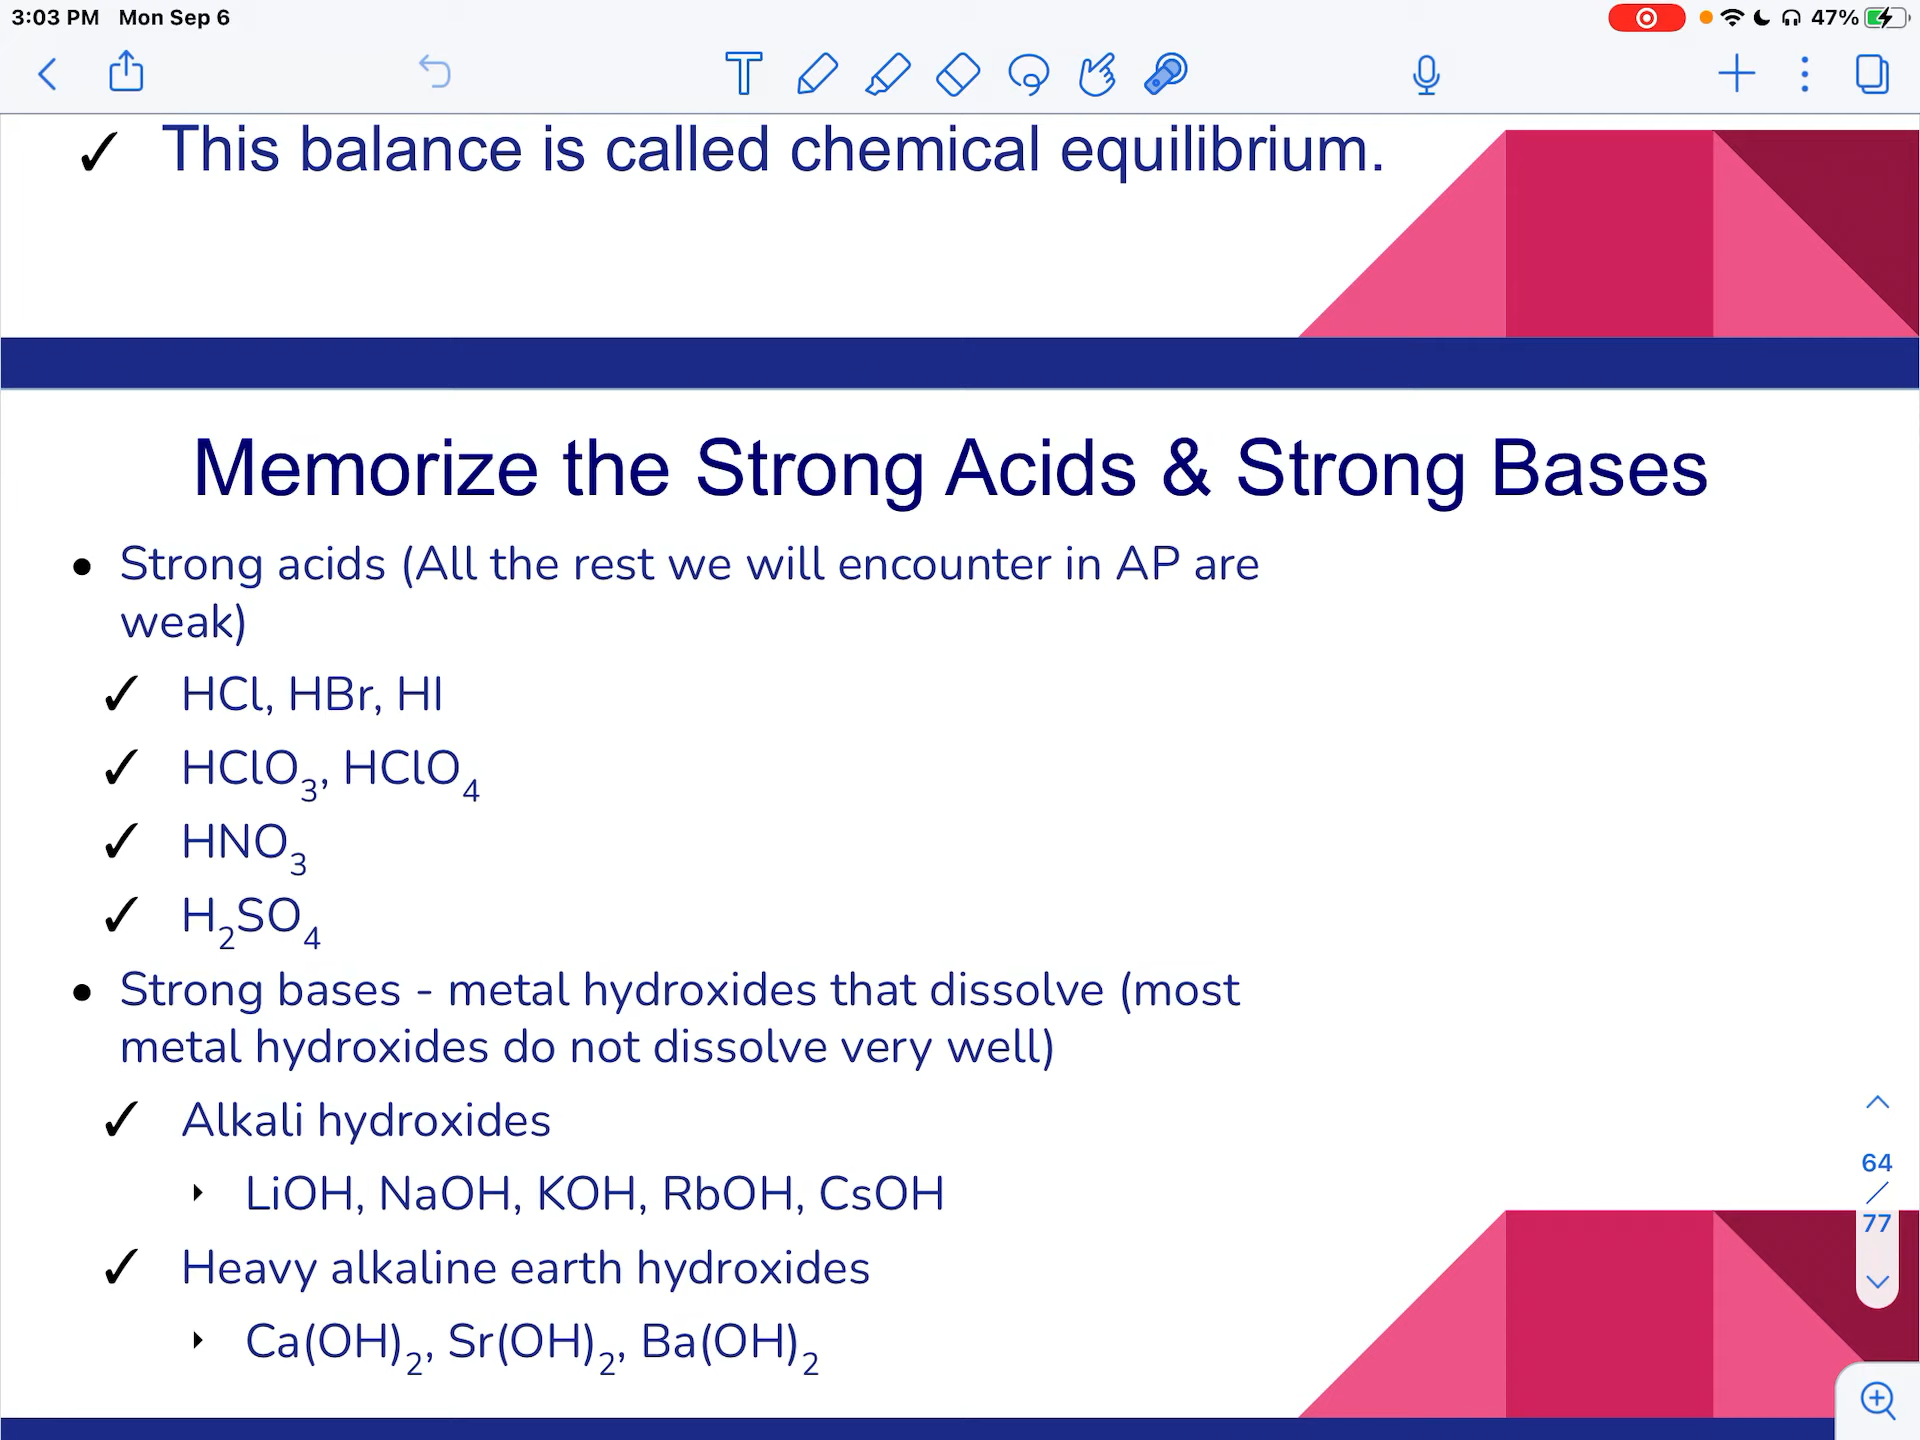 3:03 PM Mon Sep 6 47%
✓ This balance is called chemical equilibrium.
Memorize the Strong Acids & Strong Bases
• Strong acids (All the rest we will encounter in AP are
weak)
✓ HCl, HBr, HI
✓ HClO₃, HClO₄
✓ HNO₃
✓ H₂SO₄
• Strong bases - metal hydroxides that dissolve (most
metal hydroxides do not dissolve very well)
✓ Alkali hydroxides
‣ LiOH, NaOH, KOH, RbOH, CsOH
✓ Heavy alkaline earth hydroxides
‣ Ca(OH)₂, Sr(OH)₂, Ba(OH)₂
64
/
77